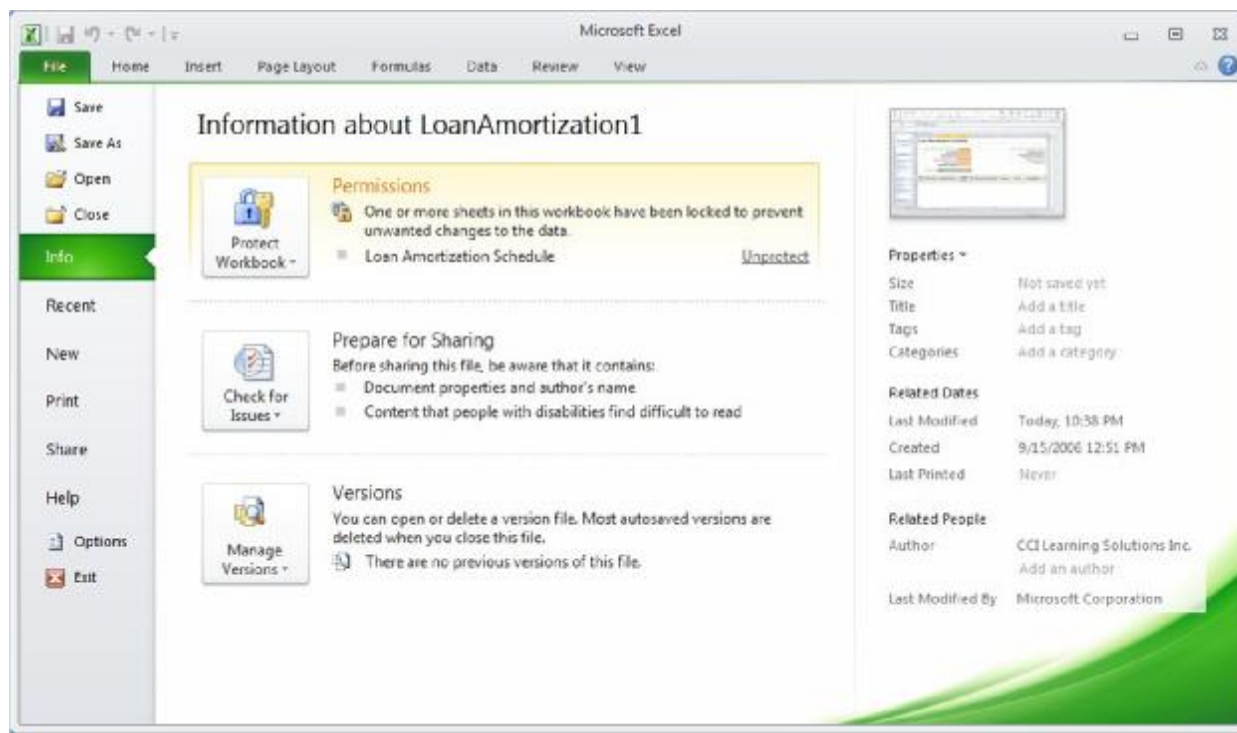 Microsoft Excel
File Home Insert Page Layout Formulas Data Review View
Save
Save As
Open
Close
Info
Recent
New
Print
Share
Help
Options
Exit
Information about LoanAmortization1
Protect
Workbook
Permissions
One or more sheets in this workbook have been locked to prevent
unwanted changes to the data.
Loan Amortization Schedule Unprotect
Check for
Issues
Prepare for Sharing
Before sharing this file, be aware that it contains:
Document properties and author's name
Content that people with disabilities find difficult to read
Manage
Versions
Versions
You can open or delete a version file. Most autosaved versions are
deleted when you close this file.
There are no previous versions of this file.
Properties
Size Not saved yet
Title Add a title
Tags Add a tag
Categories Add a category
Related Dates
Last Modified Today, 10:38 PM
Created 9/15/2006 12:51 PM
Last Printed Never
Related People
Author CCI Learning Solutions Inc.
Add an author
Last Modified By Microsoft Corporation